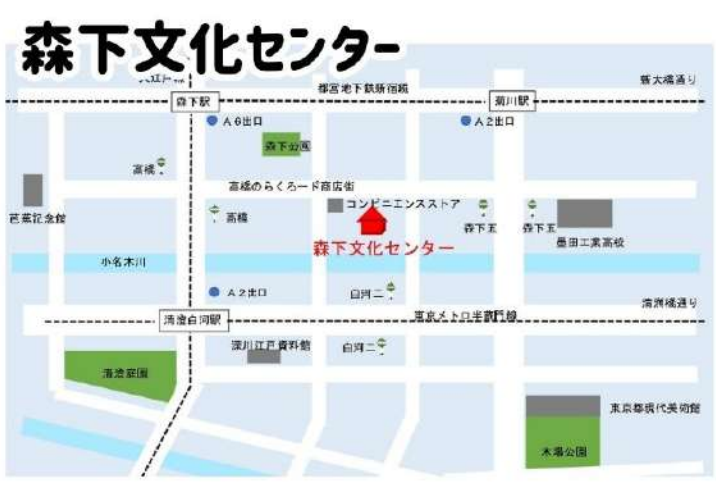 森下文化センター
新大橋通り
都営地下鉄新宿線
森下駅
菊川駅
A6出口
A2出口
森下公園
高橋
高橋のらくろード商店街
芭蕉記念館
コンビニエンスストア
高橋
森下五
森下五
墨田工業高校
森下文化センター
小名木川
A2出口
白河二
清洲橋通り
清澄白河駅
東京メトロ半蔵門線
深川江戸資料館
白河二
清澄庭園
東京都現代美術館
木場公園